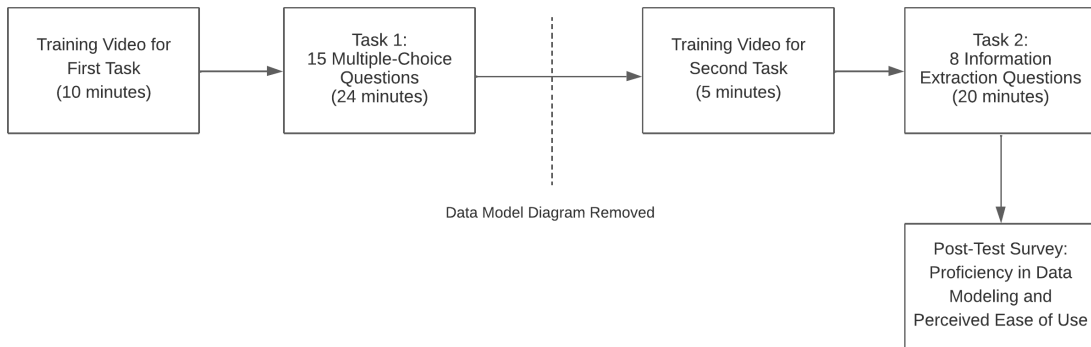 Training Video for
First Task
(10 minutes)
Task 1:
15 Multiple-Choice
Questions
(24 minutes)
Training Video for
Second Task
(5 minutes)
Task 2:
8 Information
Extraction Questions
(20 minutes)
Data Model Diagram Removed
Post-Test Survey:
Proficiency in Data
Modeling and
Perceived Ease of Use